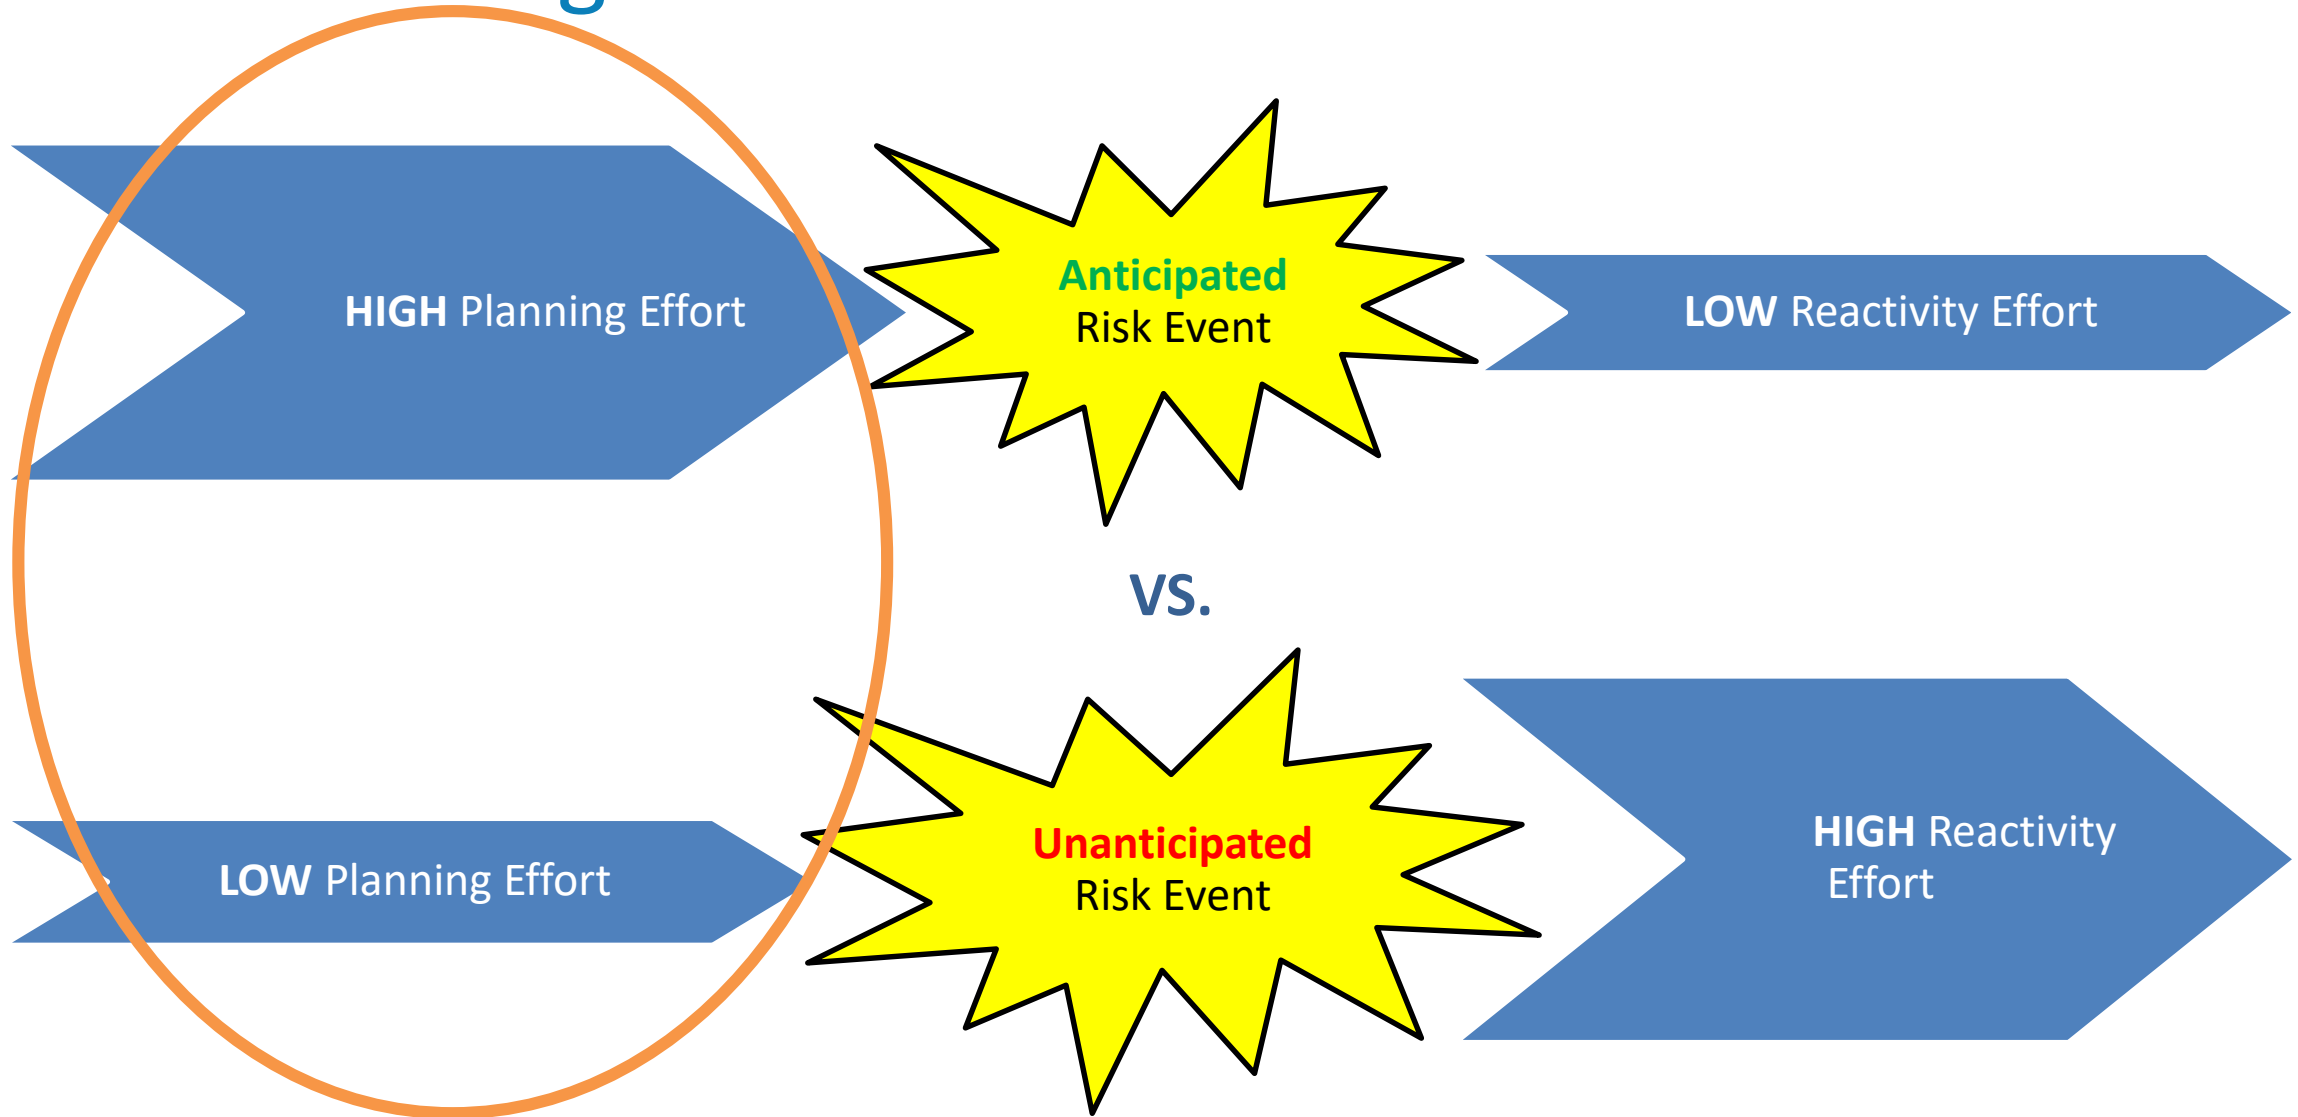 HIGH Planning Effort
Anticipated
Risk Event
LOW Reactivity Effort
VS.
LOW Planning Effort
Unanticipated
Risk Event
HIGH Reactivity
Effort